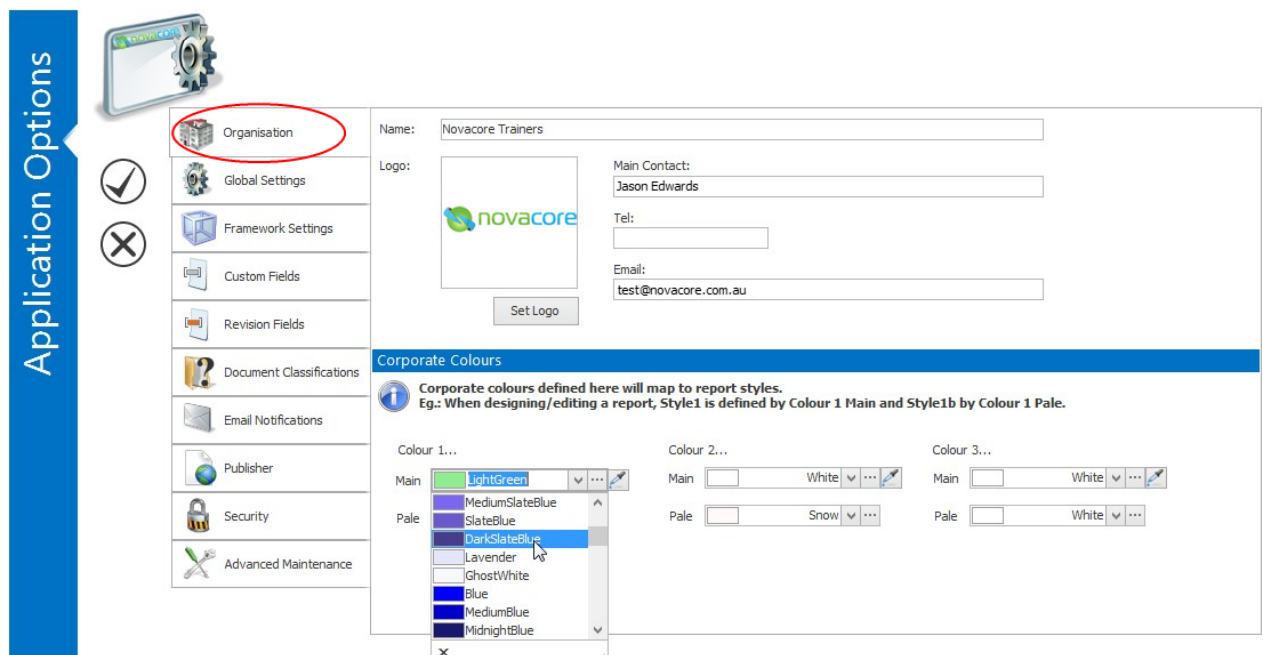 Application Options
novacore
Organisation
Global Settings
Framework Settings
Custom Fields
Revision Fields
Document Classifications
Email Notifications
Publisher
Security
Advanced Maintenance
Name: Novacore Trainers
Logo:
novacore
Set Logo
Main Contact:
Jason Edwards
Tel:
Email:
test@novacore.com.au
Corporate Colours
Corporate colours defined here will map to report styles.
Eg.: When designing/editing a report, Style1 is defined by Colour 1 Main and Style1b by Colour 1 Pale.
Colour 1...
Main LightGreen
Pale
MediumSlateBlue
SlateBlue
DarkSlateBlue
Lavender
GhostWhite
Blue
MediumBlue
MidnightBlue
Colour 2...
Main White
Pale Snow
Colour 3...
Main White
Pale White